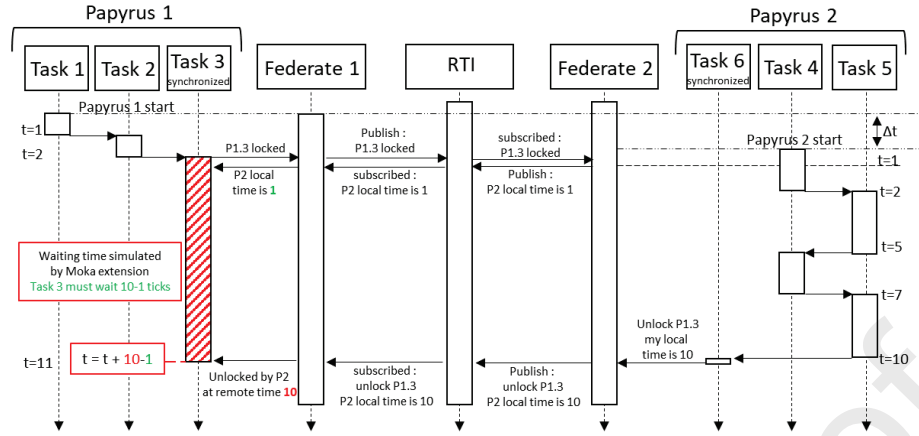 Papyrus 1
Papyrus 2
Task 1
Task 2
Task 3
synchronized
Federate 1
RTI
Federate 2
Task 6
synchronized
Task 4
Task 5
Papyrus 1 start
t=1
t=2
P1.3 locked
P2 local
time is 1
Publish :
P1.3 locked
subscribed :
P2 local time is 1
subscribed :
P1.3 locked
Publish :
P2 local time is 1
Papyrus 2 start
Δt
t=1
t=2
t=5
t=7
t=10
Waiting time simulated
by Moka extension
Task 3 must wait 10-1 ticks
t=11
t = t + 10-1
Unlocked by P2
at remote time 10
subscribed :
unlock P1.3
P2 local time is 10
Publish :
unlock P1.3
P2 local time is 10
Unlock P1.3
my local
time is 10